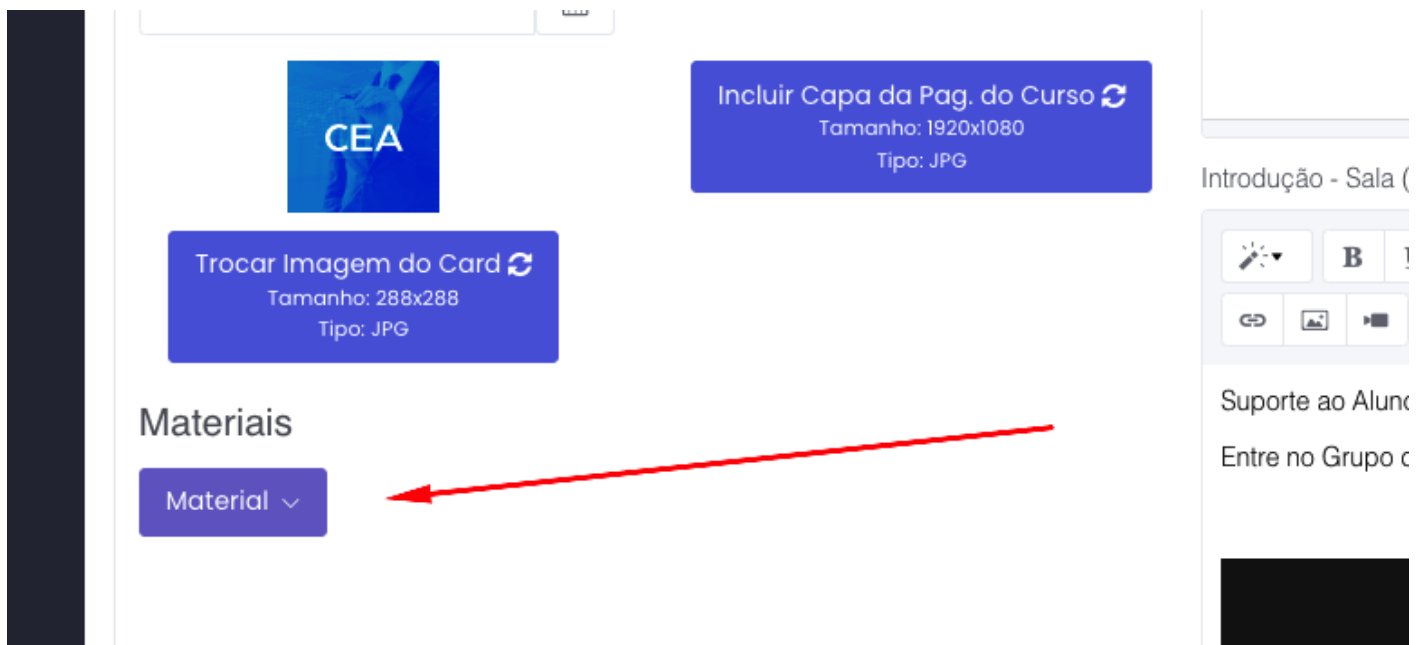 CEA
Incluir Capa da Pag. do Curso
Tamanho: 1920x1080
Tipo: JPG
Trocar Imagem do Card
Tamanho: 288x288
Tipo: JPG
Materiais
Material
Introdução - Sala (
B
Suporte ao
Entre no Grupo